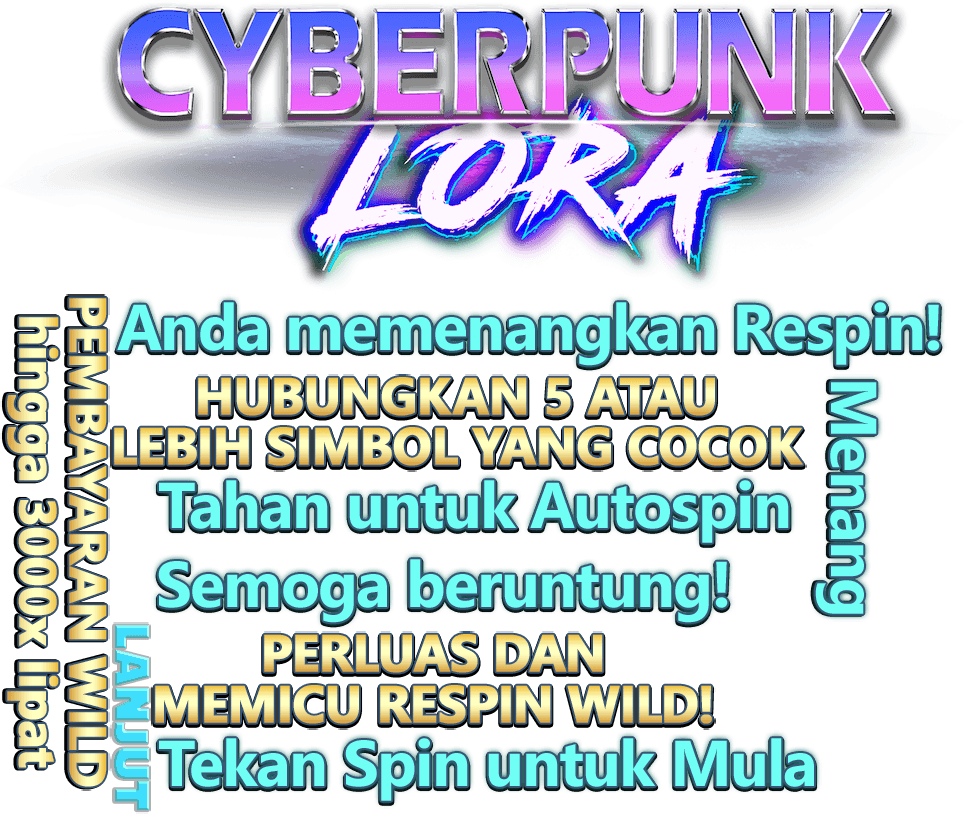 CYBERPUNK
LORA
Anda memenangkan Respin!
HUBUNGKAN 5 ATAU
LEBIH SIMBOL YANG COCOK
Tahan untuk Autospin
Semoga beruntung!
PERLUAS DAN
MEMICU RESPIN WILD!
Tekan Spin untuk Mula
PEMBAYARAN WILD
hingga 3000x lipat
LANJUT
Menang